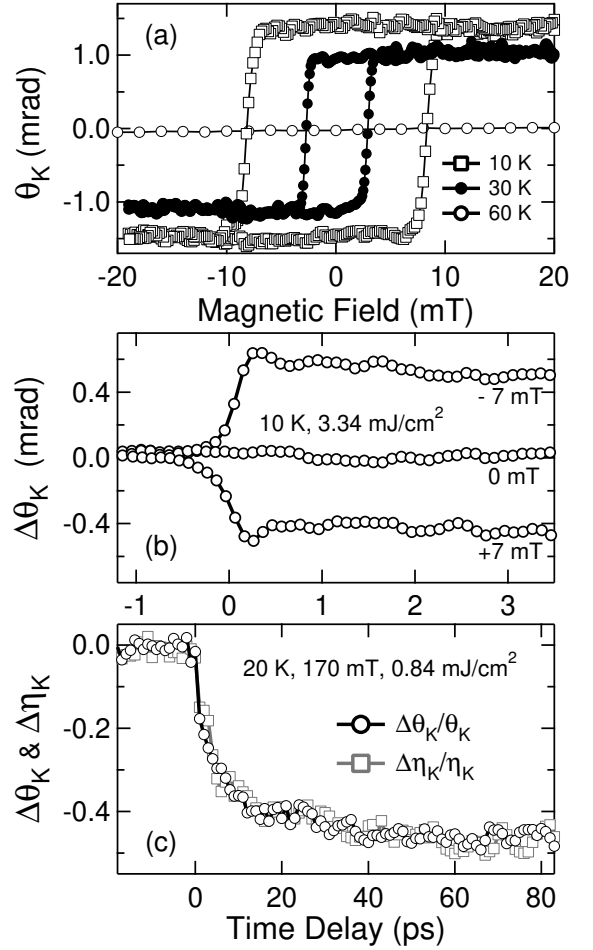 (a)
1.0
0.0
-1.0
θK (mrad)
10 K
30 K
60 K
-20 -10 0 10 20
Magnetic Field (mT)
0.4
0.0
-0.4
ΔθK (mrad)
- 7 mT
10 K, 3.34 mJ/cm²
0 mT
+7 mT
(b)
-1 0 1 2 3
0.0
-0.2
-0.4
ΔθK & ΔηK
20 K, 170 mT, 0.84 mJ/cm²
ΔθK/θK
ΔηK/ηK
(c)
0 20 40 60 80
Time Delay (ps)